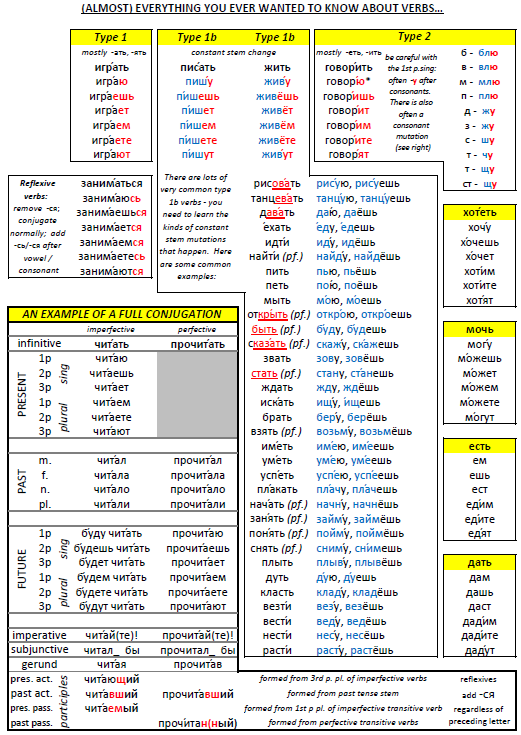 (ALMOST) EVERYTHING YOU EVER WANTED TO KNOW ABOUT VERBS…
Type 1
mostly -ать, -ять
игра́ть
игра́ю
игра́ешь
игра́ет
игра́ем
игра́ете
игра́ют
Type 1b Type 1b
constant stem change
писа́ть жить
пишу́ живу́
пи́шешь живёшь
пи́шет живёт
пи́шем живём
пи́шете живёте
пи́шут живу́т
Type 2
mostly -еть, -ить
говори́ть
говорю́*
говори́шь
говори́т
говори́м
говори́те
говоря́т
be careful with
the 1st p.sing:
often -у after
consonants.
There is also
often a
consonant
mutation
(see right)
б - блю
в - влю
м - млю
п - плю
д - жу
з - жу
с - шу
т - чу
т - щу
ст - щу
Reflexive
verbs:
remove -ся;
conjugate
normally; add
-сь/-ся after
vowel /
consonant
занима́ться
занима́юсь
занима́ешься
занима́ется
занима́емся
занима́етесь
занима́ются
There are lots of
very common type
1b verbs - you
need to learn the
kinds of constant
stem mutations
that happen. Here
are some common
examples:
рисова́ть рису́ю, рису́ешь
танцева́ть танцу́ю, танцу́ешь
дава́ть даю́, даёшь
е́хать е́ду, е́дешь
идти́ иду́, идёшь
найти́ (pf.) найду́, найдёшь
пить пью, пьёшь
петь пою́, поёшь
мыть мо́ю, мо́ешь
откры́ть (pf.) откро́ю, откро́ешь
быть (pf.) бу́ду, бу́дешь
сказа́ть (pf.) скажу́, ска́жешь
звать зову́, зовёшь
стать (pf.) ста́ну, ста́нешь
ждать жду, ждёшь
иска́ть ищу́, и́щешь
брать беру́, берёшь
взять (pf.) возьму́, возьмёшь
име́ть име́ю, име́ешь
уме́ть уме́ю, уме́ешь
успе́ть успе́ю, успе́ешь
пла́кать пла́чу, пла́чешь
нача́ть (pf.) начну́, начнёшь
заня́ть (pf.) займу́, займёшь
поня́ть (pf.) пойму́, поймёшь
снять (pf.) сниму́, сни́мешь
плыть плыву́, плывёшь
дуть ду́ю, ду́ешь
класть кладу́, кладёшь
везти́ везу́, везёшь
вести́ веду́, ведёшь
нести́ несу́, несёшь
расти́ расту́, растёшь
хоте́ть
хочу́
хо́чешь
хо́чет
хоти́м
хоти́те
хотя́т
мочь
могу́
мо́жешь
мо́жет
мо́жем
мо́жете
мо́гут
есть
ем
ешь
ест
еди́м
еди́те
едя́т
дать
дам
дашь
даст
дади́м
дади́те
даду́т
AN EXAMPLE OF A FULL CONJUGATION
imperfective perfective
infinitive чита́ть прочита́ть
PRESENT
sing
1p чита́ю
2p чита́ешь
3p чита́ет
plural
1p чита́ем
2p чита́ете
3p чита́ют
PAST
m. чита́л прочита́л
f. чита́ла прочита́ла
n. чита́ло прочита́ло
pl. чита́ли прочита́ли
FUTURE
sing
1p бу́ду чита́ть прочита́ю
2p бу́дешь чита́ть прочита́ешь
3p бу́дет чита́ть прочита́ет
plural
1p бу́дем чита́ть прочита́ем
2p бу́дете чита́ть прочита́ете
3p бу́дут чита́ть прочита́ют
imperative чита́й(те)! прочита́й(те)!
subjunctive чита́л_ бы прочита́л_ бы
gerund чита́я прочита́в
participles
pres. act. чита́ющий formed from 3rd p. pl. of imperfective verbs
past act. чита́вший прочита́вший formed from past tense stem
pres. pass. чита́емый formed from 1st p pl. of imperfective transitive verbs
past pass. прочи́тан(ный) formed from perfective transitive verbs
reflexives
add -СЯ
regardless of
preceding letter